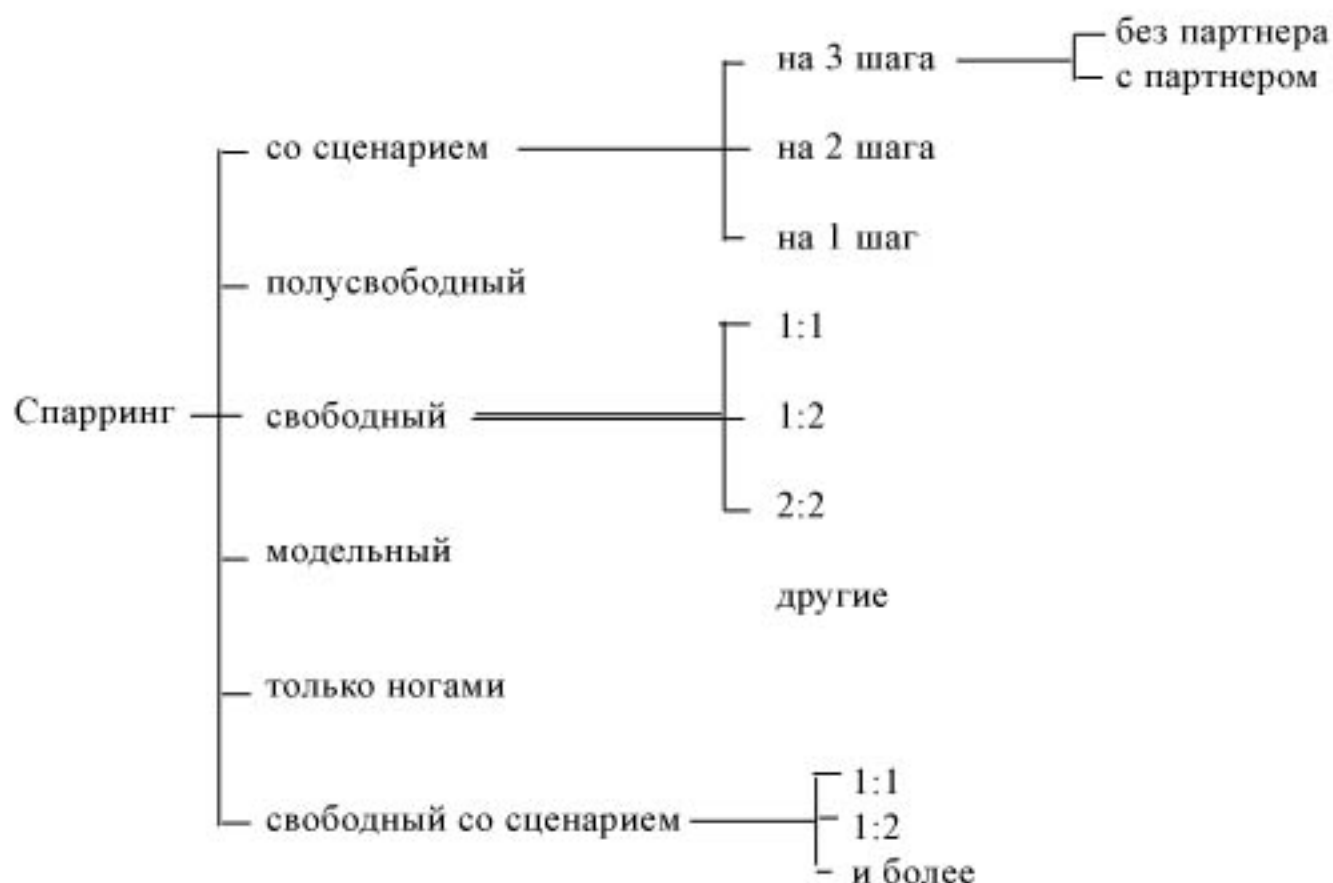 без партнера
на 3 шага
с партнером
со сценарием
на 2 шага
на 1 шаг
полусвободный
1:1
Спарринг
свободный
1:2
2:2
модельный
другие
только ногами
1:1
свободный со сценарием
1:2
и более